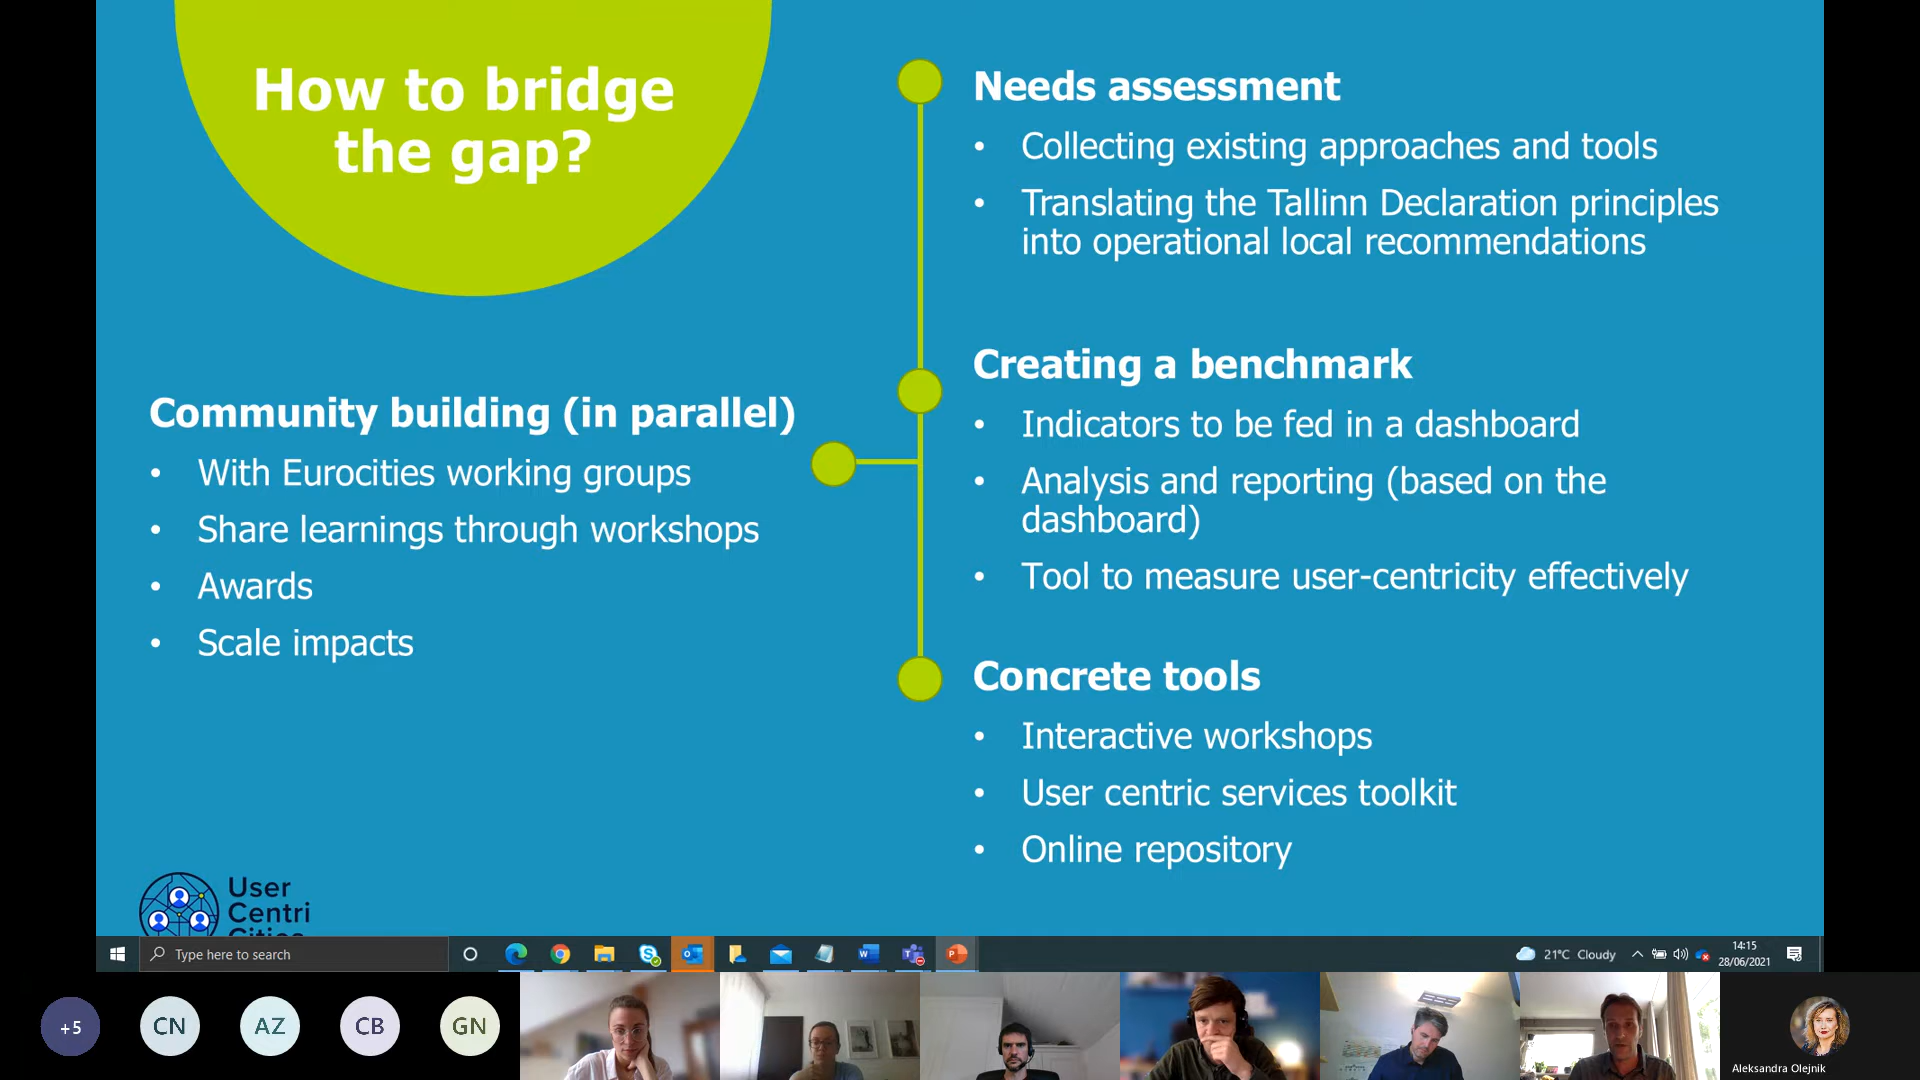 How to bridge
the gap?
Needs assessment
• Collecting existing approaches and tools
• Translating the Tallinn Declaration principles
into operational local recommendations
Creating a benchmark
• Indicators to be fed in a dashboard
• Analysis and reporting (based on the
dashboard)
• Tool to measure user-centricity effectively
Community building (in parallel)
• With Eurocities working groups
• Share learnings through workshops
• Awards
• Scale impacts
Concrete tools
• Interactive workshops
• User centric services toolkit
• Online repository
User
Centri
Cities
Type here to search
21°C Cloudy
14:15
28/06/2021
+5
CN
AZ
CB
GN
Aleksandra Olejnik